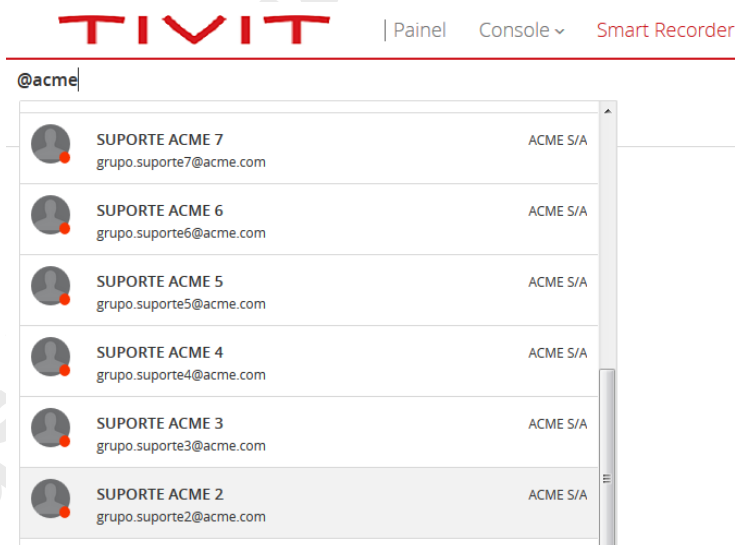 TIVIT
| Painel Console Smart Recorder
@acme
SUPORTE ACME 7 ACME S/A
grupo.suporte7@acme.com
SUPORTE ACME 6 ACME S/A
grupo.suporte6@acme.com
SUPORTE ACME 5 ACME S/A
grupo.suporte5@acme.com
SUPORTE ACME 4 ACME S/A
grupo.suporte4@acme.com
SUPORTE ACME 3 ACME S/A
grupo.suporte3@acme.com
SUPORTE ACME 2 ACME S/A
grupo.suporte2@acme.com